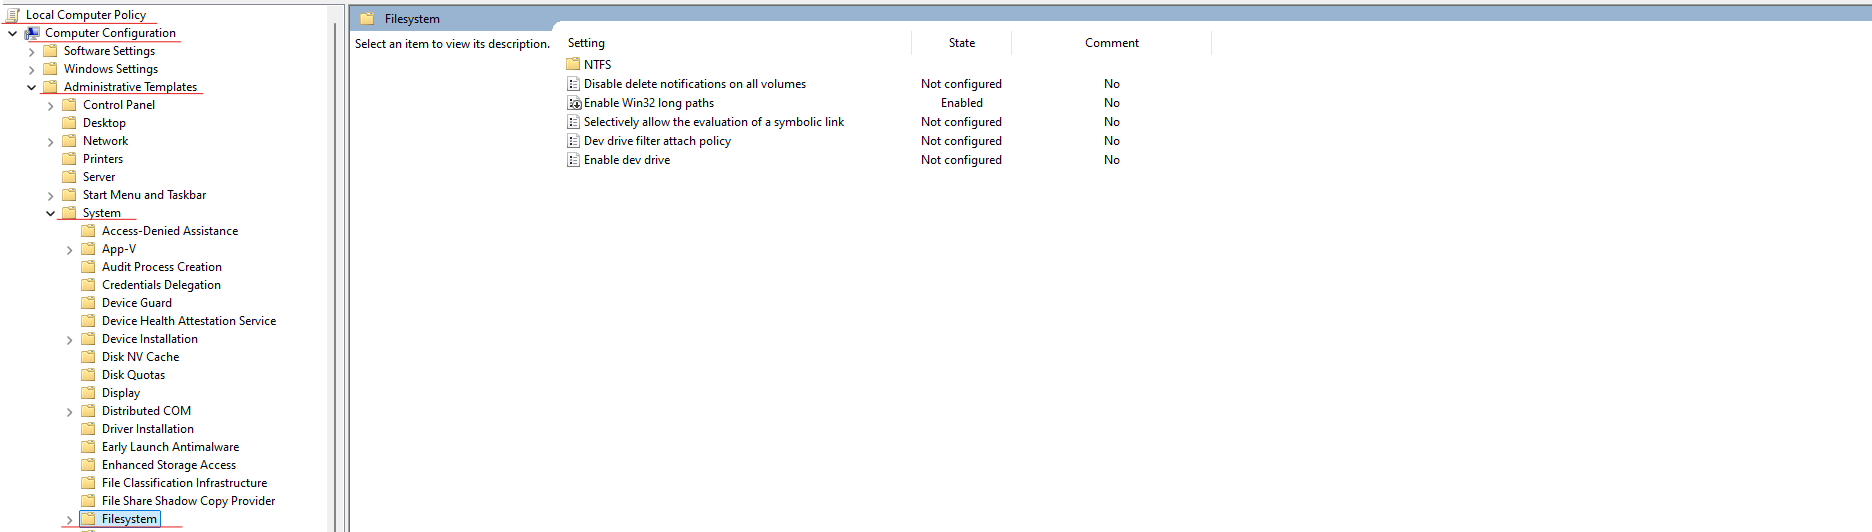 Local Computer Policy
Computer Configuration
Software Settings
Windows Settings
Administrative Templates
Control Panel
Desktop
Network
Printers
Server
Start Menu and Taskbar
System
Access-Denied Assistance
App-V
Audit Process Creation
Credentials Delegation
Device Guard
Device Health Attestation Service
Device Installation
Disk NV Cache
Disk Quotas
Display
Distributed COM
Driver Installation
Early Launch Antimalware
Enhanced Storage Access
File Classification Infrastructure
File Share Shadow Copy Provider
Filesystem
Filesystem
Select an item to view its description.
Setting State Comment
NTFS
Disable delete notifications on all volumes Not configured No
Enable Win32 long paths Enabled No
Selectively allow the evaluation of a symbolic link Not configured No
Dev drive filter attach policy Not configured No
Enable dev drive Not configured No